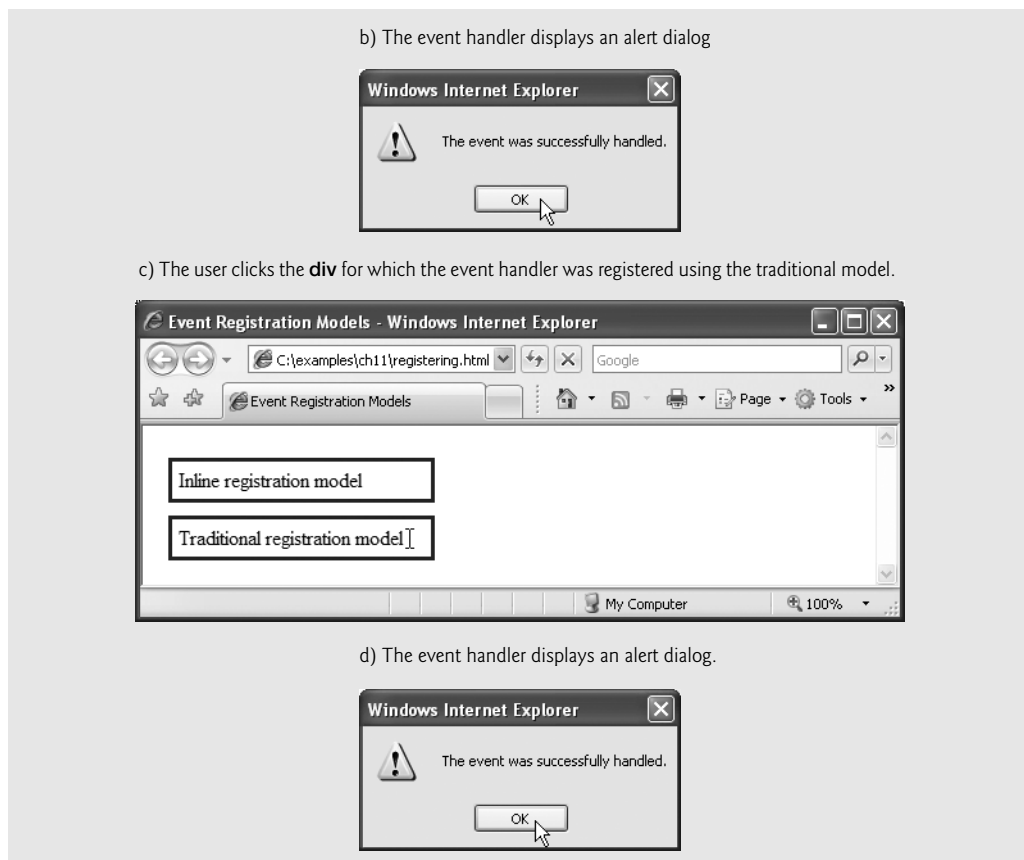 b) The event handler displays an alert dialog
Windows Internet Explorer
The event was successfully handled.
OK
c) The user clicks the div for which the event handler was registered using the traditional model.
Event Registration Models - Windows Internet Explorer
C:\examples\ch11\registering.html
Google
Event Registration Models
Page
Tools
»
Inline registration model
Traditional registration model
My Computer
100%
d) The event handler displays an alert dialog.
Windows Internet Explorer
The event was successfully handled.
OK